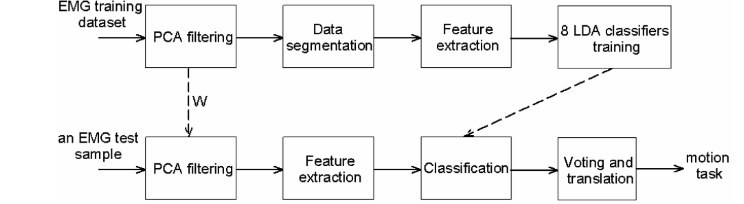 EMG training
dataset
PCA filtering
Data
segmentation
Feature
extraction
8 LDA classifiers
training
W
an EMG test
sample
PCA filtering
Feature
extraction
Classification
Voting and
translation
motion
task